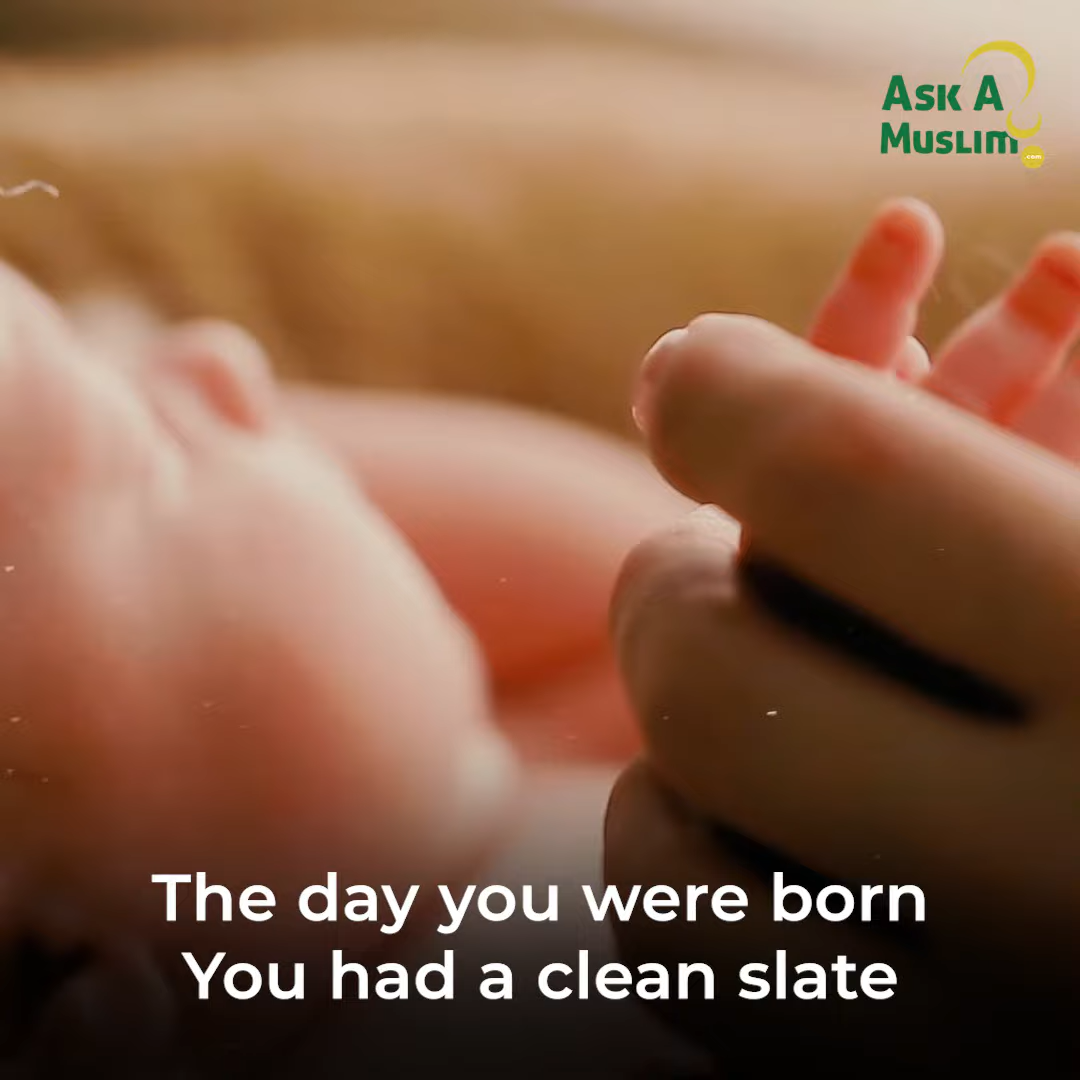 Ask A
Muslim
.com
The day you were born
You had a clean slate